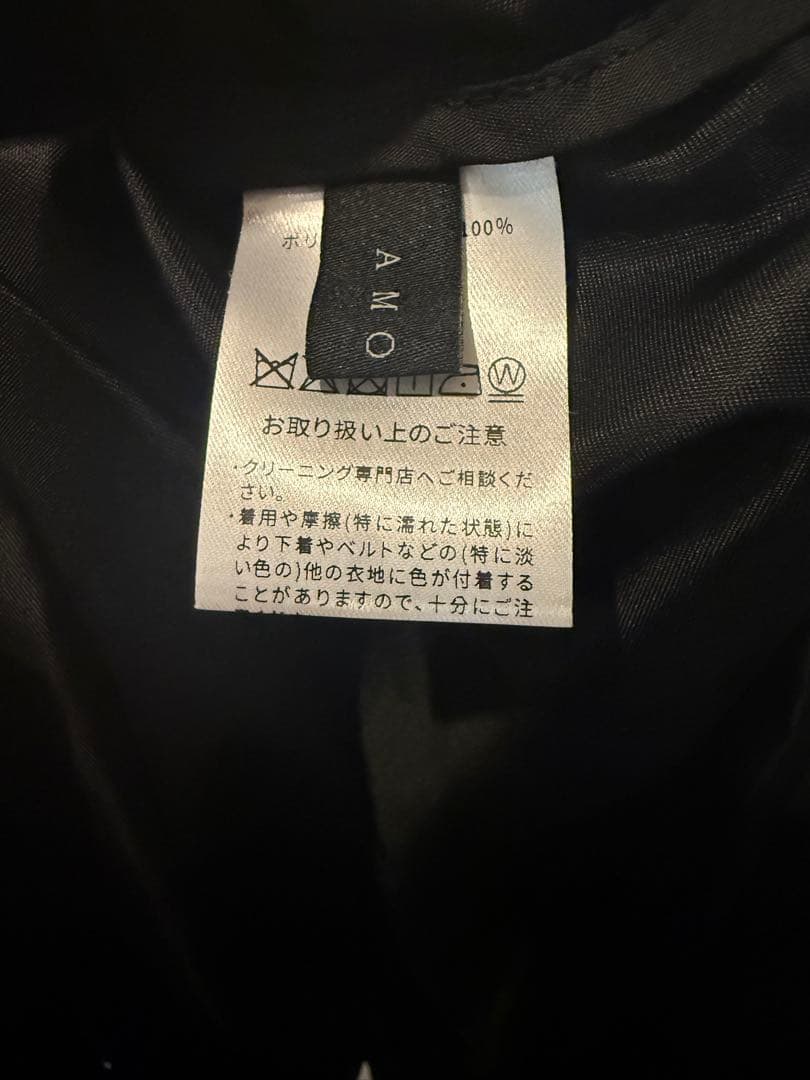 ポリ 100%
AMO
W
お取り扱い上のご注意
・クリーニング専門店へご相談くだ
さい。
・着用や摩擦(特に濡れた状態)に
より下着やベルトなどの(特に淡
い色の)他の衣地に色が付着する
ことがありますので、十分にご注